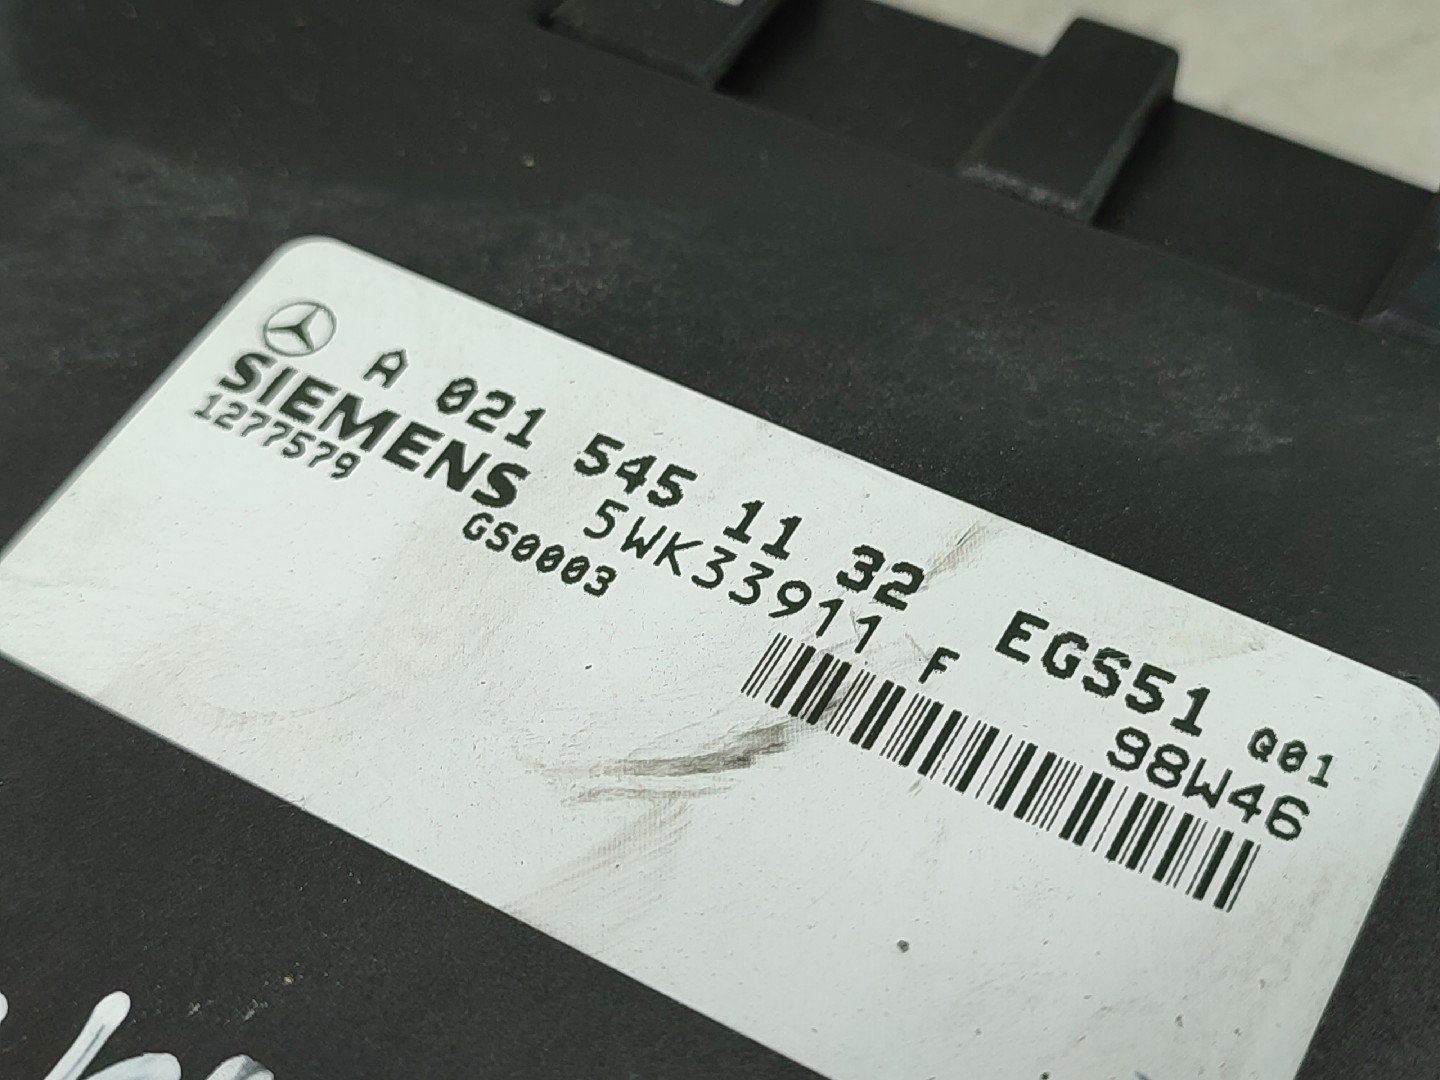 A 021 545 11 32 EGS51 Q01
SIEMENS 5WK33911 F 98W46
1277579 GS0003